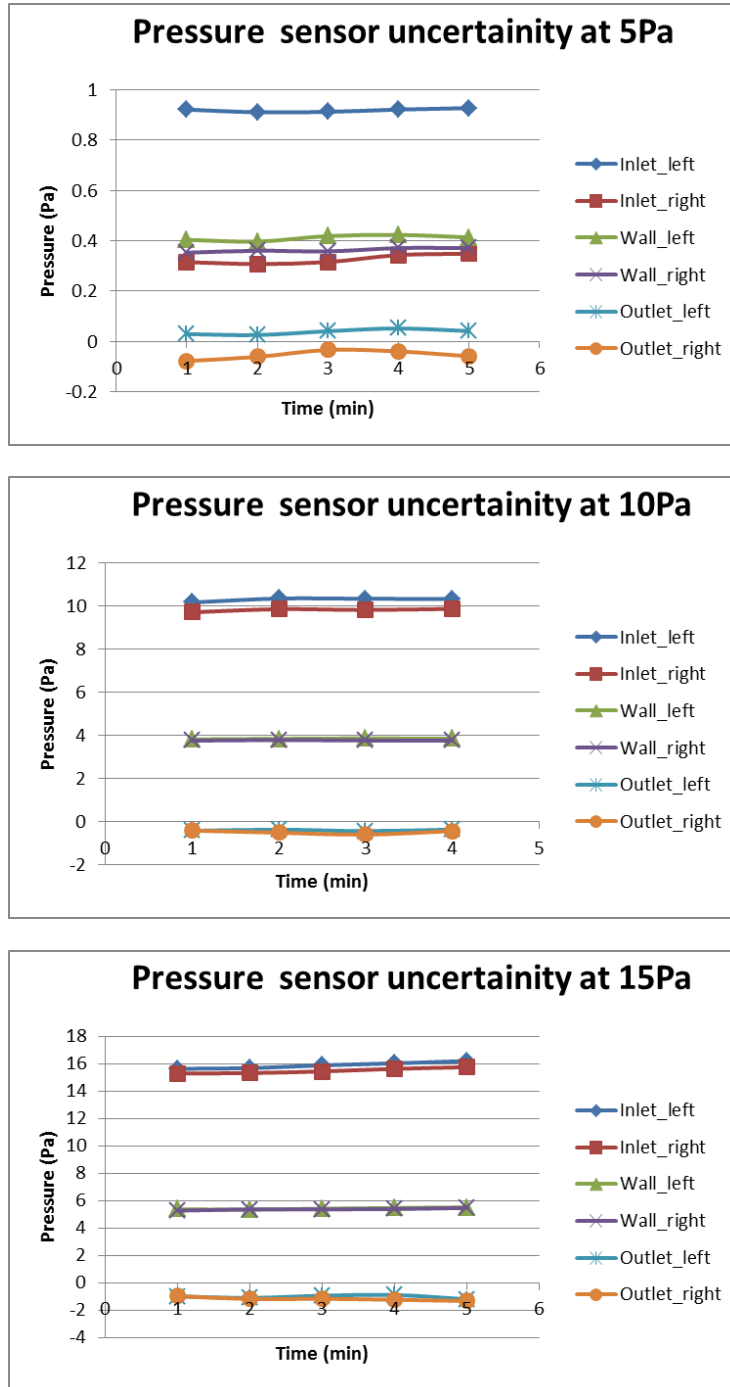 Pressure  sensor uncertainity at 5Pa
1
0.8
0.6
0.4
0.2
0
-0.2
0 1 2 3 4 5 6
Pressure (Pa)
Time (min)
Inlet_left
Inlet_right
Wall_left
Wall_right
Outlet_left
Outlet_right
Pressure  sensor uncertainity at 10Pa
12
10
8
6
4
2
0
-2
0 1 2 3 4 5
Pressure (Pa)
Time (min)
Inlet_left
Inlet_right
Wall_left
Wall_right
Outlet_left
Outlet_right
Pressure  sensor uncertainity at 15Pa
18
16
14
12
10
8
6
4
2
0
-2
-4
0 1 2 3 4 5 6
Pressure (Pa)
Time (min)
Inlet_left
Inlet_right
Wall_left
Wall_right
Outlet_left
Outlet_right